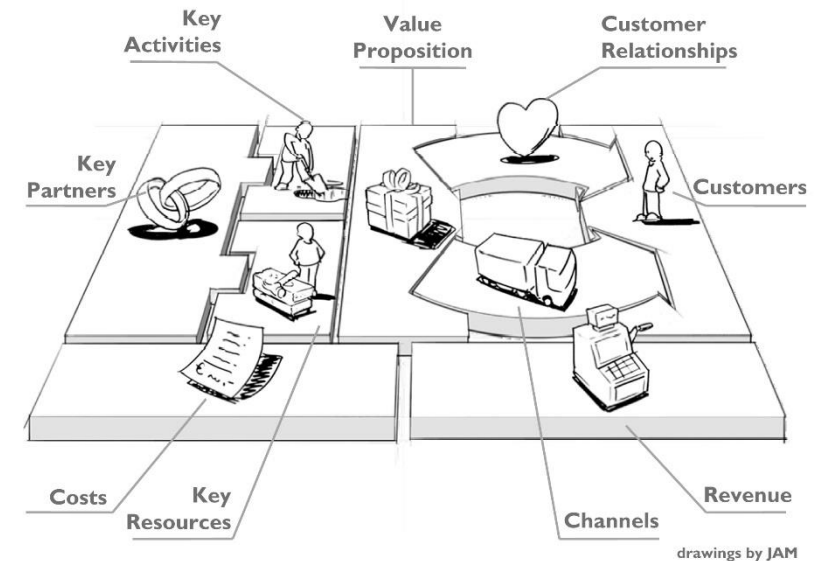 Key
Activities
Value
Proposition
Customer
Relationships
Key
Partners
Customers
Costs
Key
Resources
Channels
Revenue
drawings by JAM